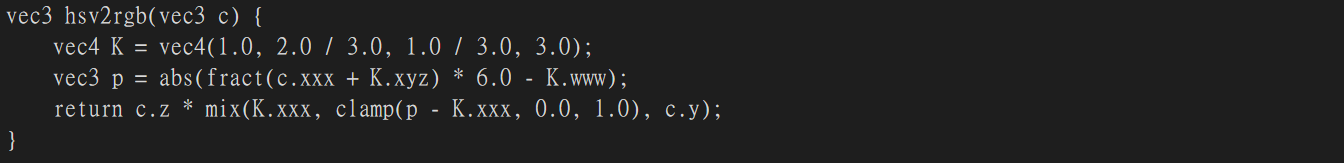 vec3 hsv2rgb(vec3 c) {
    vec4 K = vec4(1.0, 2.0 / 3.0, 1.0 / 3.0, 3.0);
    vec3 p = abs(fract(c.xxx + K.xyz) * 6.0 - K.www);
    return c.z * mix(K.xxx, clamp(p - K.xxx, 0.0, 1.0), c.y);
}